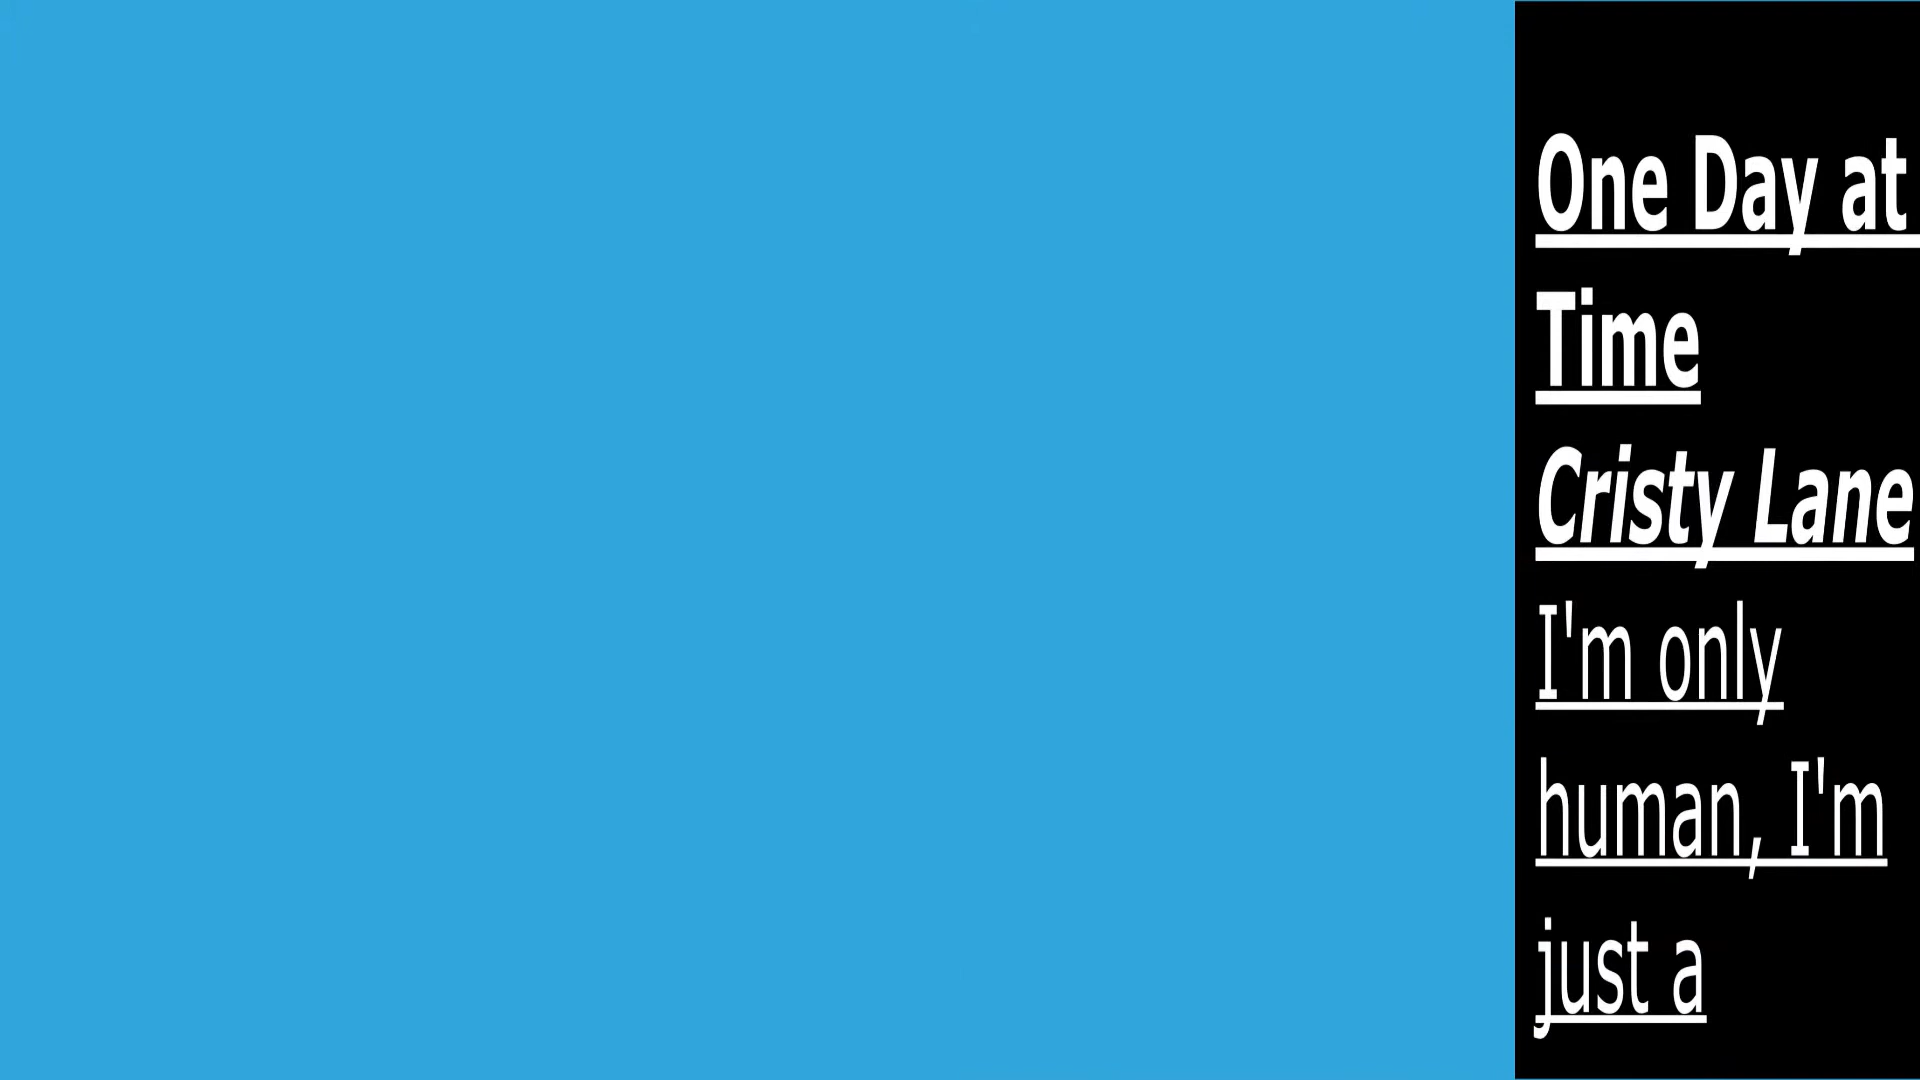 One Day at
Time
Cristy Lane
I'm only
human, I'm
just a